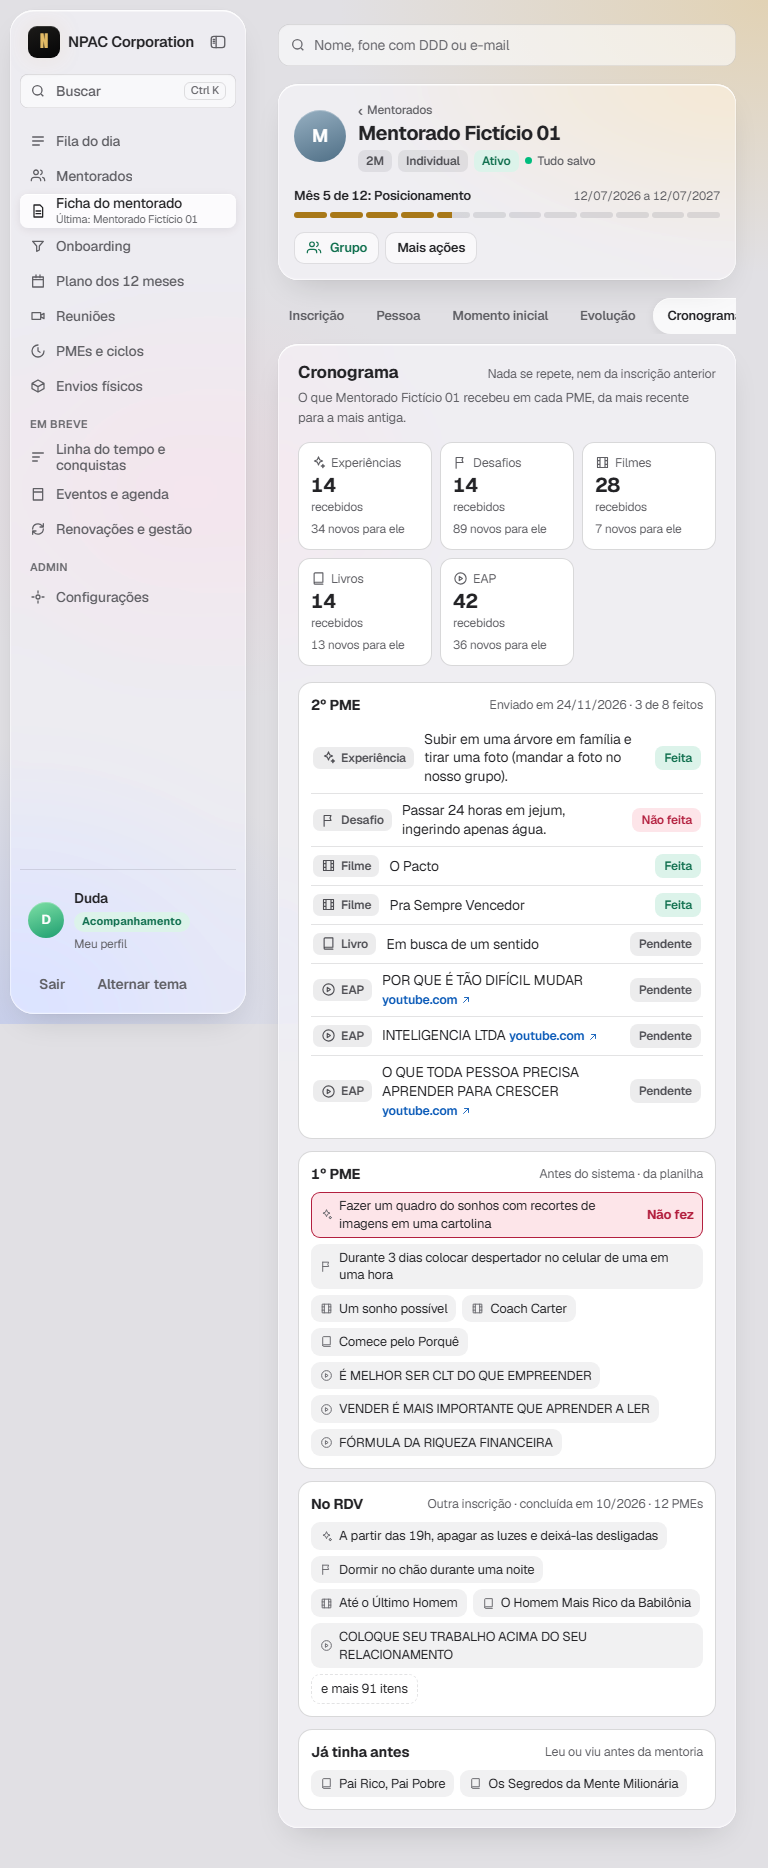 N
NPAC Corporation
Buscar
Ctrl K
Fila do dia
Mentorados
Ficha do mentorado
Última: Mentorado Fictício 01
Onboarding
Plano dos 12 meses
Reuniões
PMEs e ciclos
Envios físicos
EM BREVE
Linha do tempo e
conquistas
Eventos e agenda
Renovações e gestão
ADMIN
Configurações
D
Duda
Acompanhamento
Meu perfil
Sair
Alternar tema
Nome, fone com DDD ou e-mail
M
‹ Mentorados
Mentorado Fictício 01
2M
Individual
Ativo
Tudo salvo
Mês 5 de 12: Posicionamento
12/07/2026 a 12/07/2027
Grupo
Mais ações
Inscrição
Pessoa
Momento inicial
Evolução
Cronograma
Cronograma
Nada se repete, nem da inscrição anterior
O que Mentorado Fictício 01 recebeu em cada PME, da mais recente
para a mais antiga.
Experiências
14
recebidos
34 novos para ele
Desafios
14
recebidos
89 novos para ele
Filmes
28
recebidos
7 novos para ele
Livros
14
recebidos
13 novos para ele
EAP
42
recebidos
36 novos para ele
2º PME
Enviado em 24/11/2026 · 3 de 8 feitos
Experiência
Subir em uma árvore em família e
tirar uma foto (mandar a foto no
nosso grupo).
Feita
Desafio
Passar 24 horas em jejum,
ingerindo apenas água.
Não feita
Filme
O Pacto
Feita
Filme
Pra Sempre Vencedor
Feita
Livro
Em busca de um sentido
Pendente
EAP
POR QUE É TÃO DIFÍCIL MUDAR
youtube.com ↗
Pendente
EAP
INTELIGENCIA LTDA youtube.com ↗
Pendente
EAP
O QUE TODA PESSOA PRECISA
APRENDER PARA CRESCER
youtube.com ↗
Pendente
1º PME
Antes do sistema · da planilha
Fazer um quadro do sonhos com recortes de
imagens em uma cartolina
Não fez
Durante 3 dias colocar despertador no celular de uma em
uma hora
Um sonho possível
Coach Carter
Comece pelo Porquê
É MELHOR SER CLT DO QUE EMPREENDER
VENDER É MAIS IMPORTANTE QUE APRENDER A LER
FÓRMULA DA RIQUEZA FINANCEIRA
No RDV
Outra inscrição · concluída em 10/2026 · 12 PMEs
A partir das 19h, apagar as luzes e deixá-las desligadas
Dormir no chão durante uma noite
Até o Último Homem
O Homem Mais Rico da Babilônia
COLOQUE SEU TRABALHO ACIMA DO SEU
RELACIONAMENTO
e mais 91 itens
Já tinha antes
Leu ou viu antes da mentoria
Pai Rico, Pai Pobre
Os Segredos da Mente Milionária